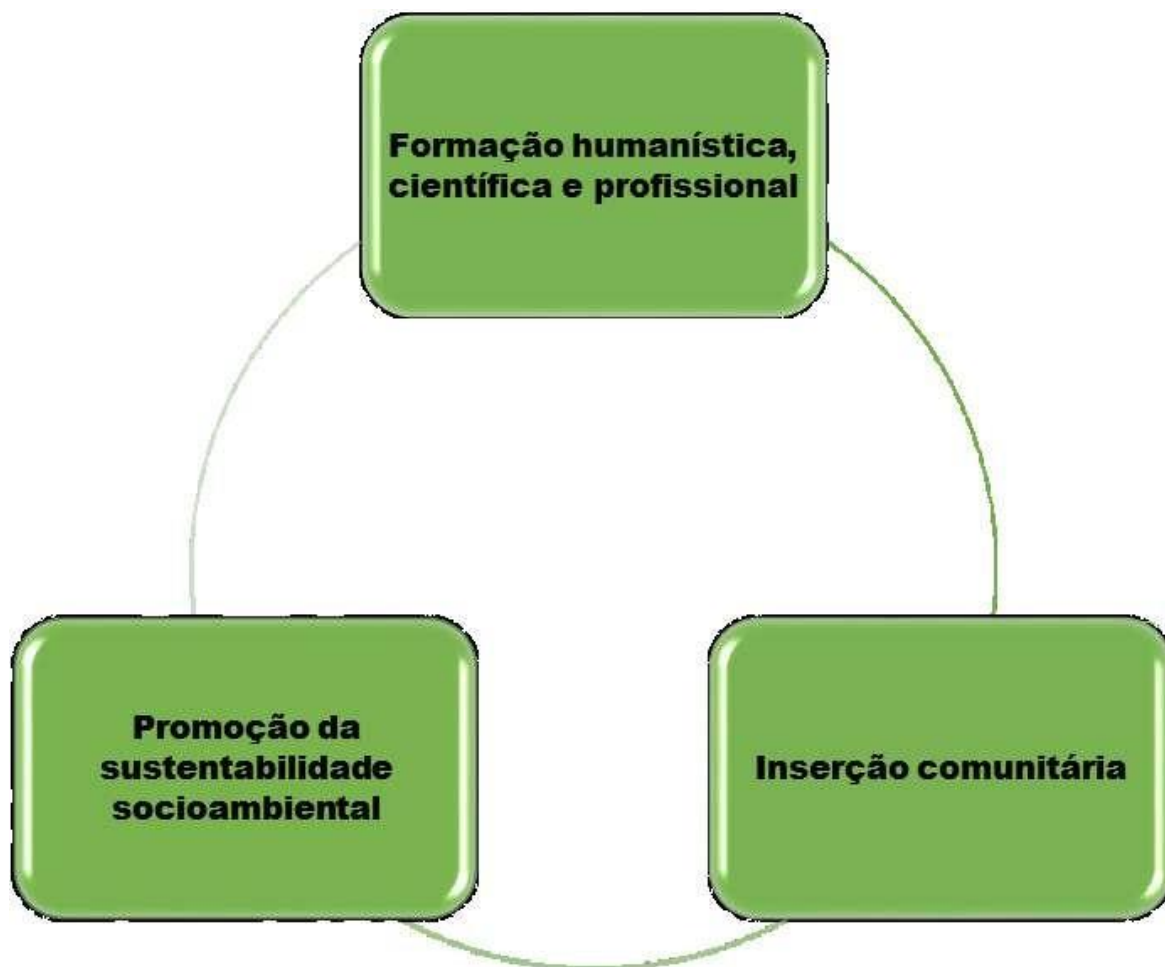 Formação humanística,
científica e profissional
Promoção da
sustentabilidade
socioambiental
Inserção comunitária